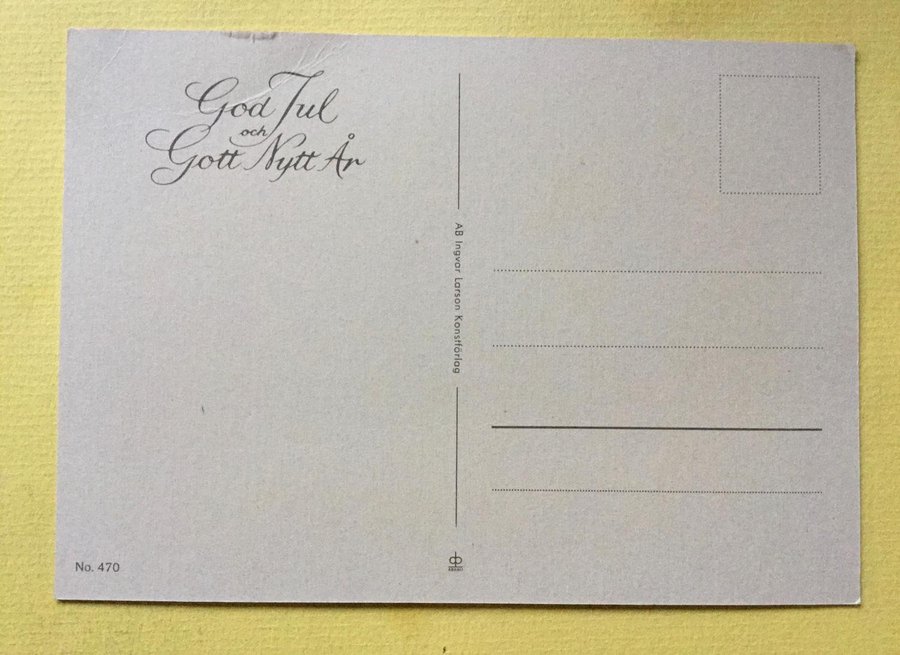 God Jul
och
Gott Nytt År
AB Ingvar Larson Konstförlag
No. 470